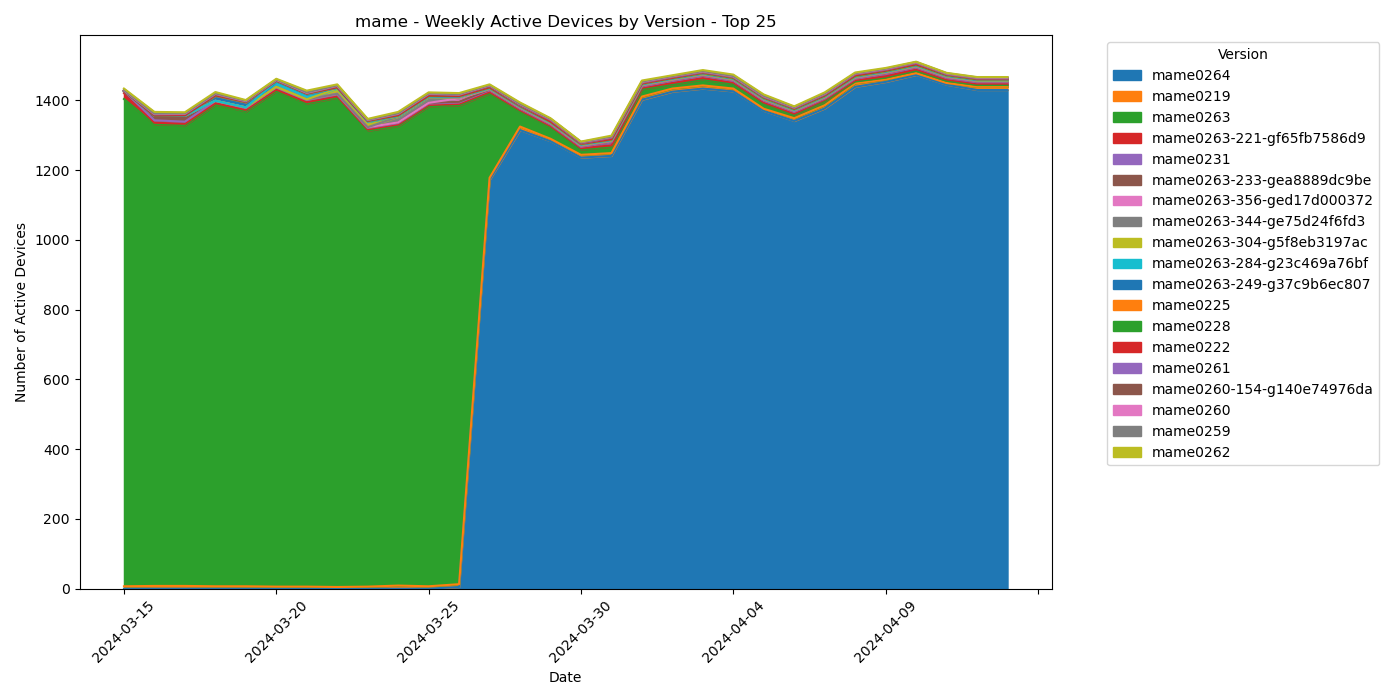 mame - Weekly Active Devices by Version - Top 25
Number of Active Devices
1400
1200
1000
800
600
400
200
0
2024-03-15
2024-03-20
2024-03-25
2024-03-30
2024-04-04
2024-04-09
Date
Version
mame0264
mame0219
mame0263
mame0263-221-gf65fb7586d9
mame0231
mame0263-233-gea8889dc9be
mame0263-356-ged17d000372
mame0263-344-ge75d24f6fd3
mame0263-304-g5f8eb3197ac
mame0263-284-g23c469a76bf
mame0263-249-g37c9b6ec807
mame0225
mame0228
mame0222
mame0261
mame0260-154-g140e74976da
mame0260
mame0259
mame0262